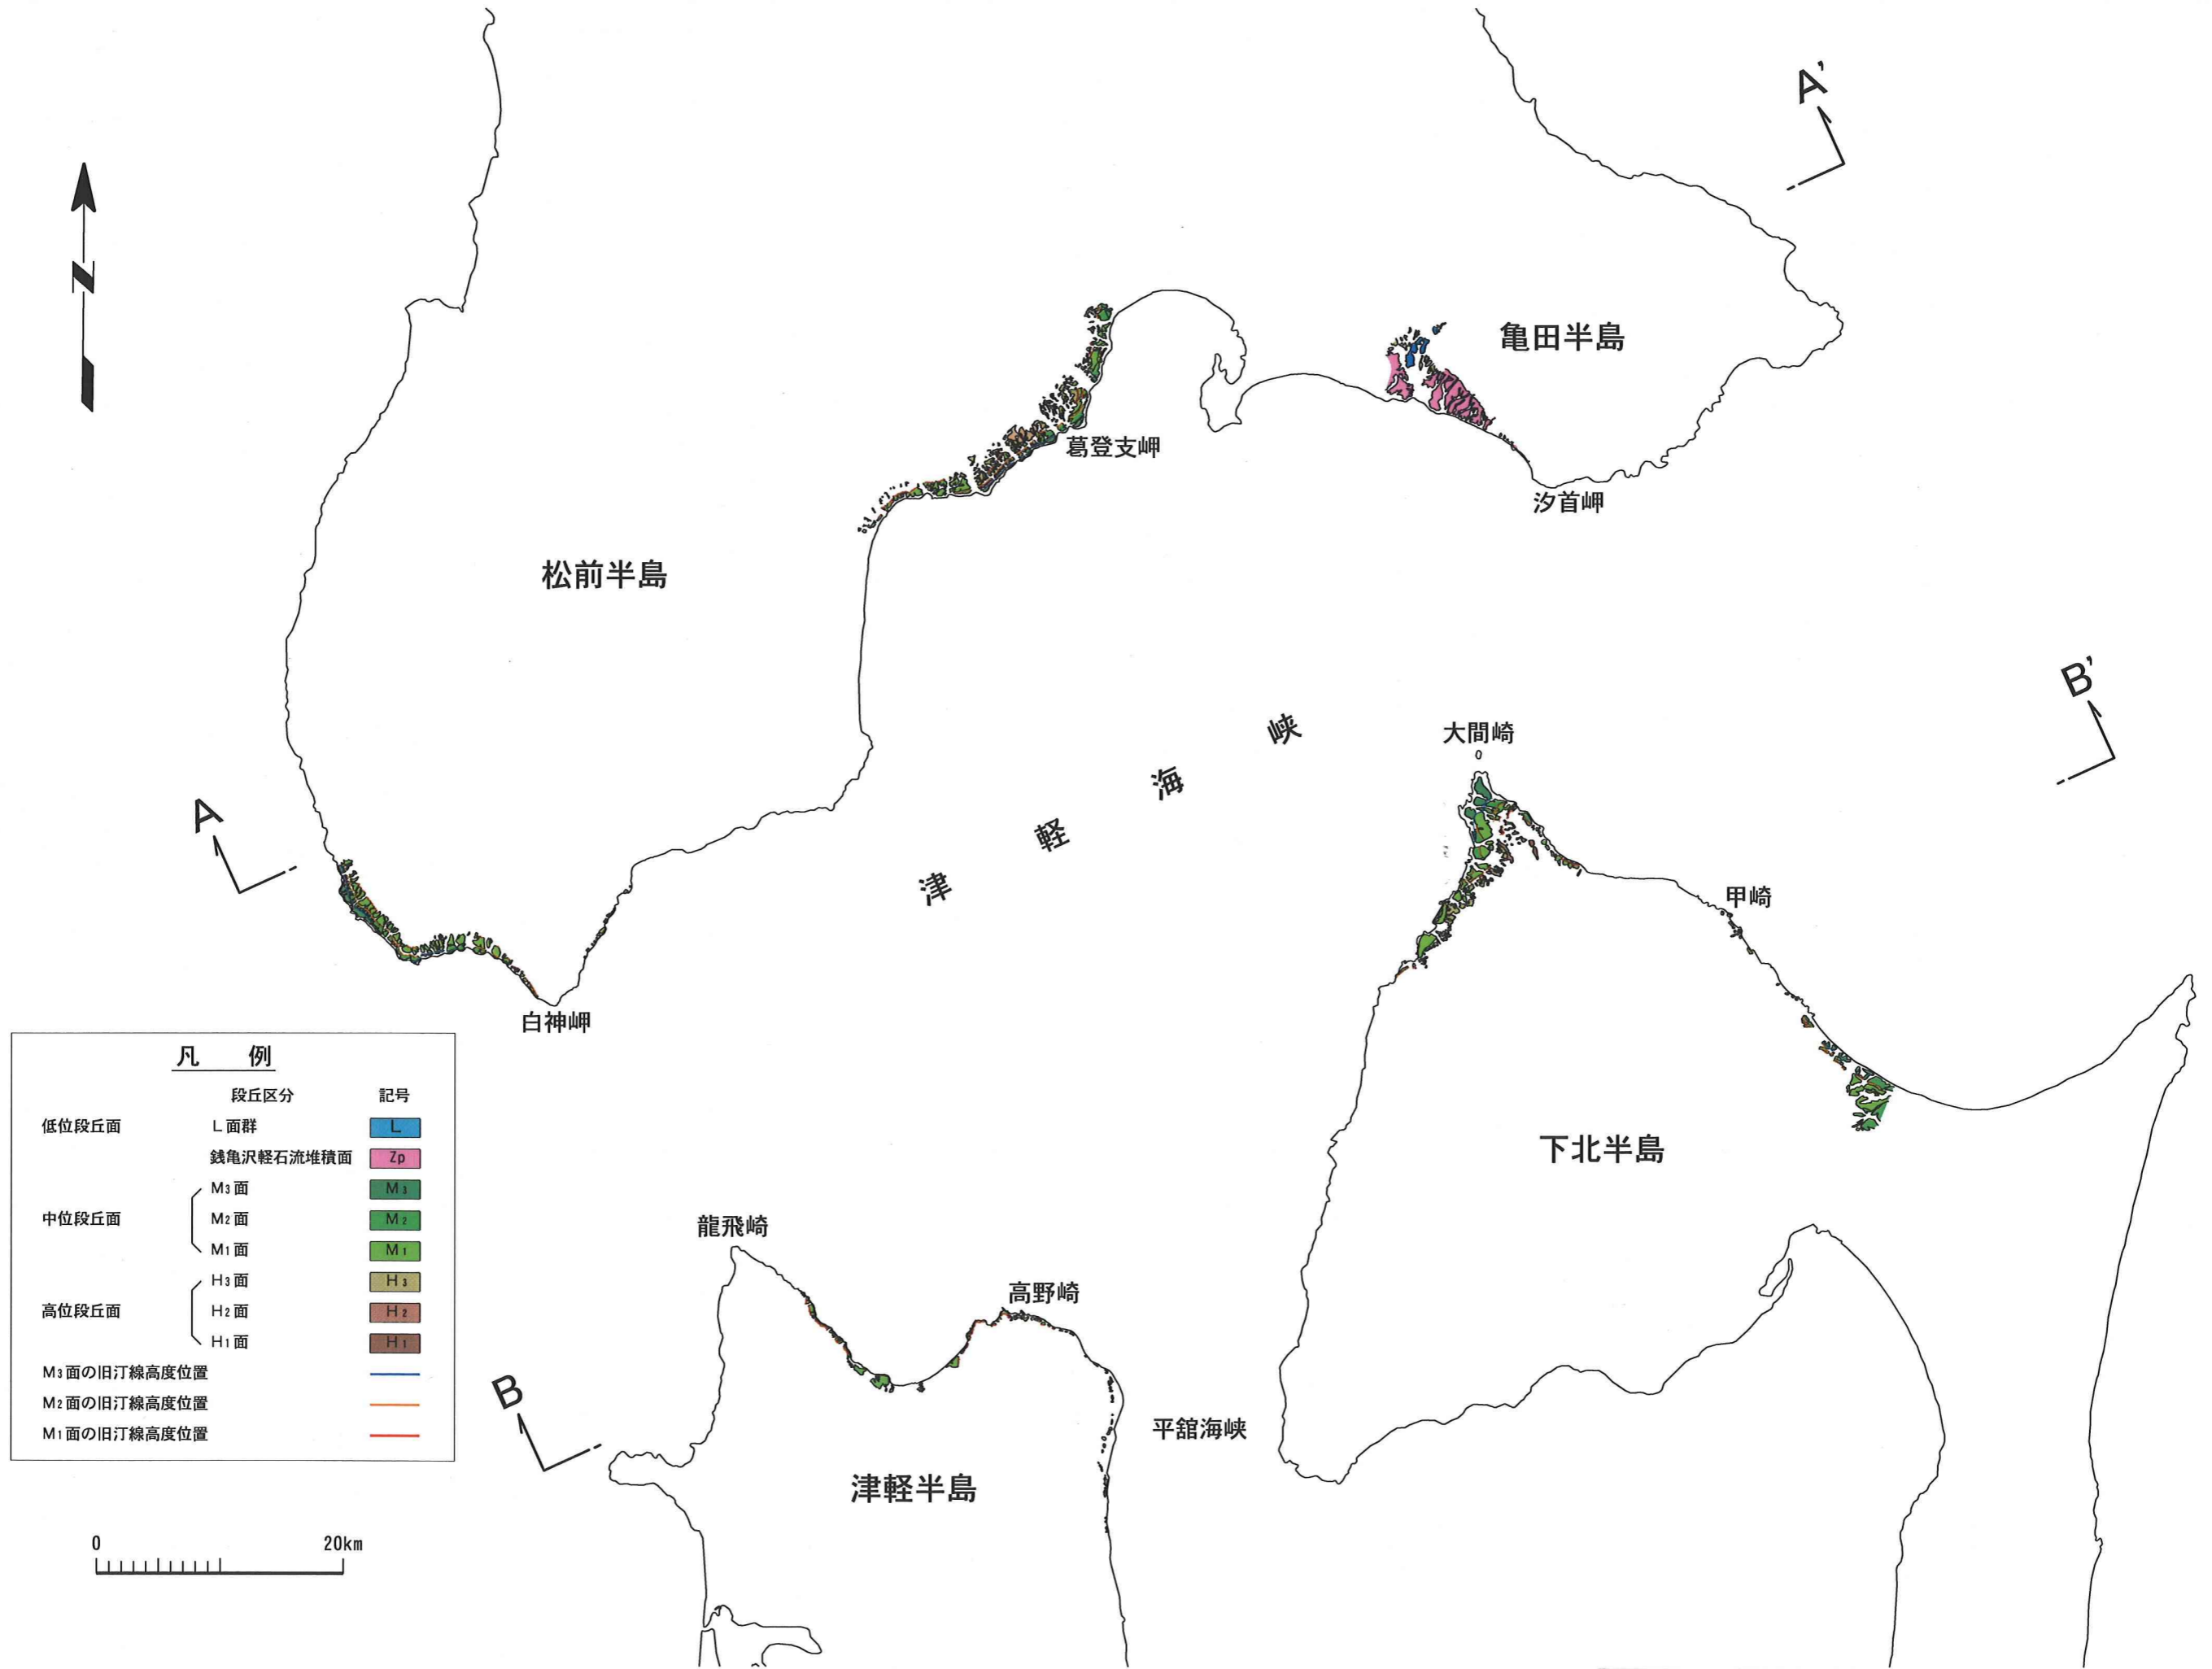 A'
N
亀田半島
葛登支岬
汐首岬
松前半島
B'
大間崎
津軽海峡
A
甲崎
白神岬
下北半島
龍飛崎
高野崎
B
平舘海峡
津軽半島
凡 例
段丘区分 記号
低位段丘面 L面群 L
銭亀沢軽石流堆積面 Zp
M3面 M3
中位段丘面 M2面 M2
M1面 M1
H3面 H3
高位段丘面 H2面 H2
H1面 H1
M3面の旧汀線高度位置
M2面の旧汀線高度位置
M1面の旧汀線高度位置
0 20km